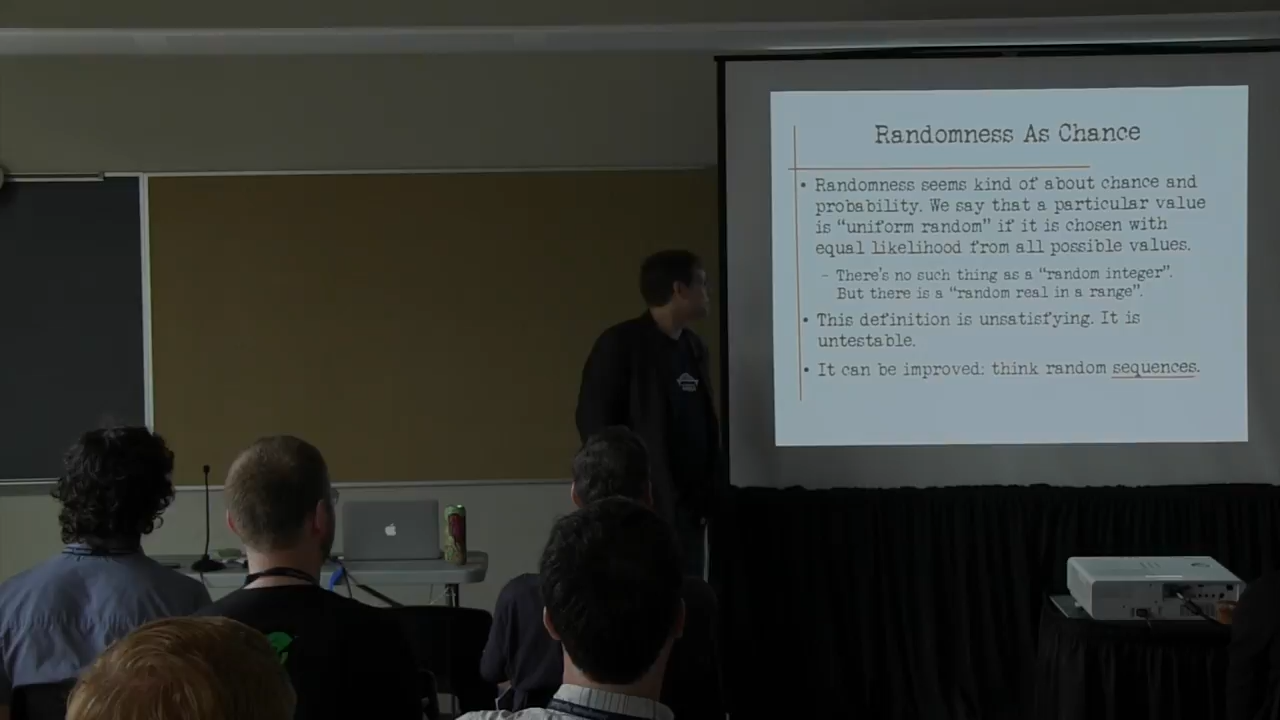 Randomness As Chance
• Randomness seems kind of about chance and
probability. We say that a particular value
is “uniform random” if it is chosen with
equal likelihood from all possible values.
– There's no such thing as a “random integer”.
But there is a “random real in a range”.
• This definition is unsatisfying. It is
untestable.
• It can be improved: think random sequences.